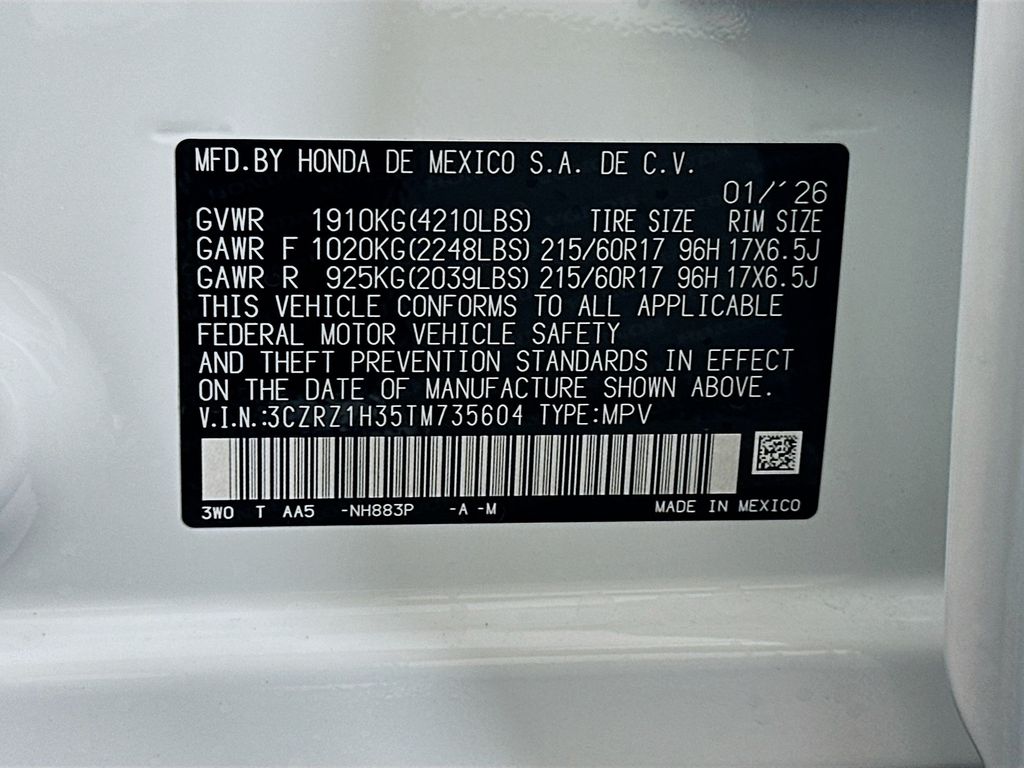 MFD.BY HONDA DE MEXICO S.A. DE C.V.
01/´26
GVWR 1910KG(4210LBS) TIRE SIZE RIM SIZE
GAWR F 1020KG(2248LBS) 215/60R17 96H 17X6.5J
GAWR R 925KG(2039LBS) 215/60R17 96H 17X6.5J
THIS VEHICLE CONFORMS TO ALL APPLICABLE
FEDERAL MOTOR VEHICLE SAFETY
AND THEFT PREVENTION STANDARDS IN EFFECT
ON THE DATE OF MANUFACTURE SHOWN ABOVE.
V.I.N.:3CZRZ1H35TM735604 TYPE:MPV
3W0 T AA5 -NH883P -A -M MADE IN MEXICO